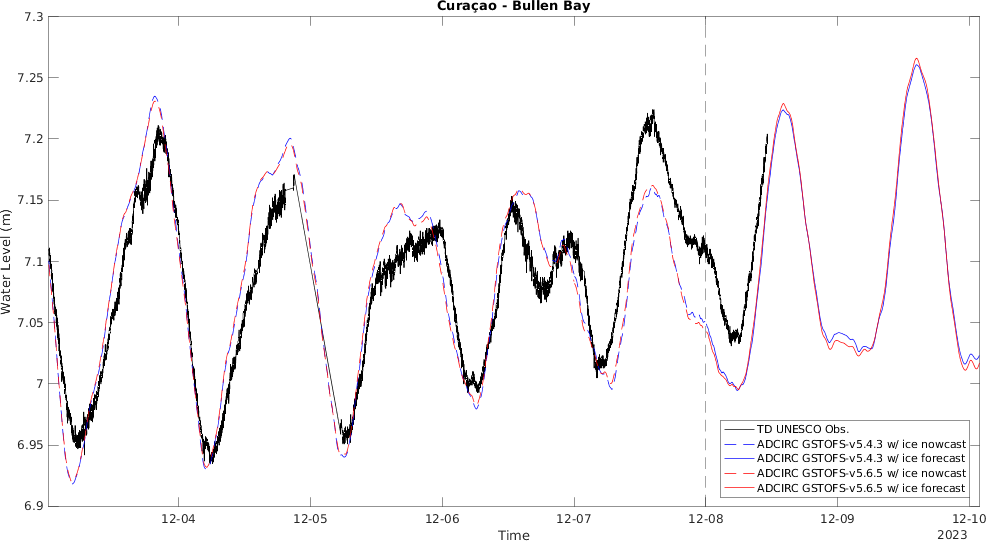 Curaçao - Bullen Bay
Water Level (m)
7.3
7.25
7.2
7.15
7.1
7.05
7
6.95
6.9
12-04
12-05
12-06
12-07
12-08
12-09
12-10
2023
Time
TD UNESCO Obs.
ADCIRC GSTOFS-v5.4.3 w/ ice nowcast
ADCIRC GSTOFS-v5.4.3 w/ ice forecast
ADCIRC GSTOFS-v5.6.5 w/ ice nowcast
ADCIRC GSTOFS-v5.6.5 w/ ice forecast